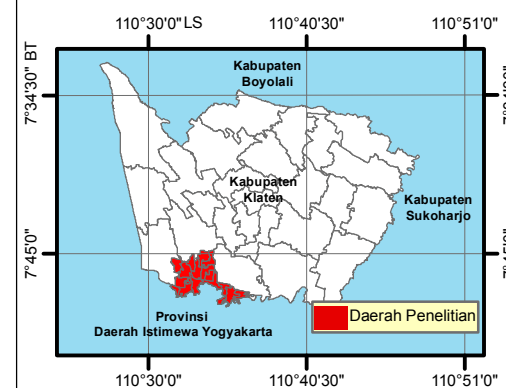 110°30'0" LS
110°40'30"
110°51'0"
7°34'30" BT
Kabupaten
Boyolali
Kabupaten
Klaten
Kabupaten
Sukoharjo
7°45'0"
Provinsi
Daerah Istimewa Yogyakarta
Daerah Penelitian
110°30'0"
110°40'30"
110°51'0"